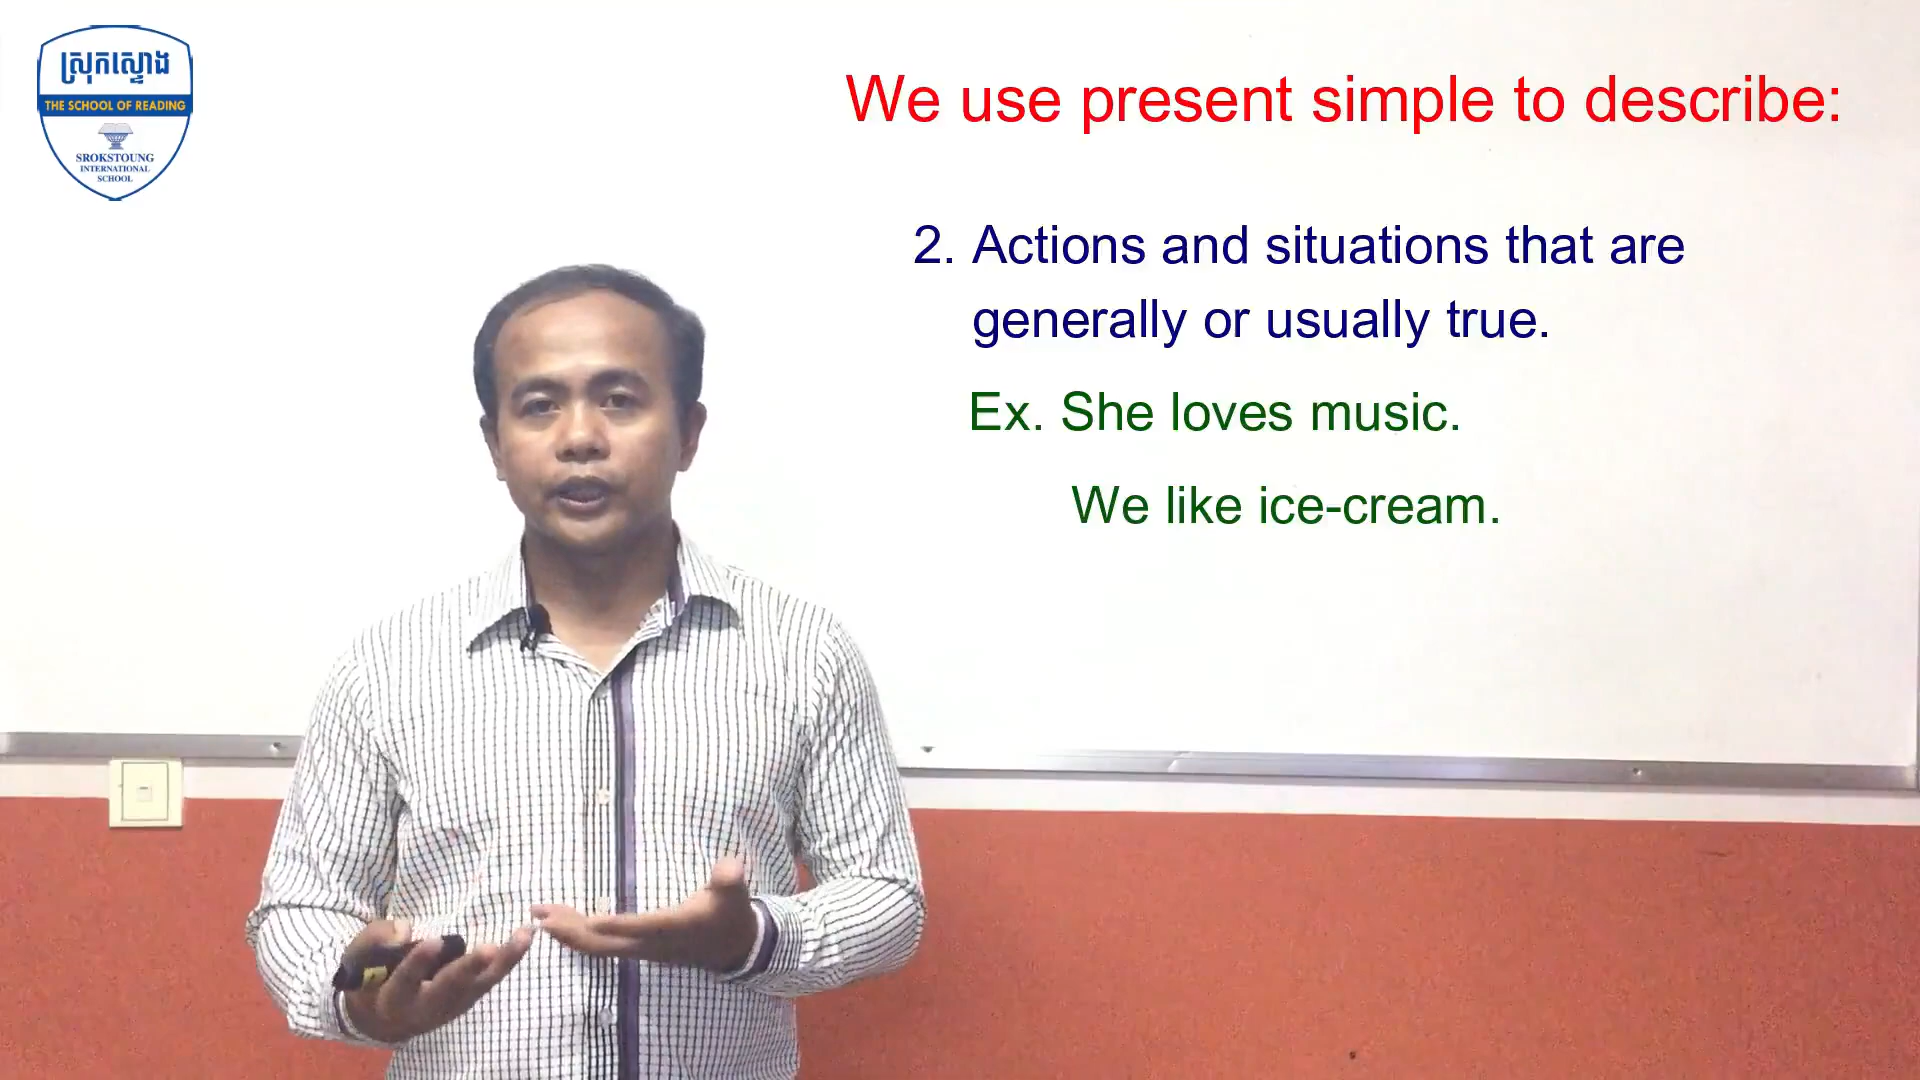 ស្រុកស្ទោង
THE SCHOOL OF READING
SROKSTOUNG
INTERNATIONAL
SCHOOL
We use present simple to describe:
2. Actions and situations that are
generally or usually true.
Ex. She loves music.
We like ice-cream.